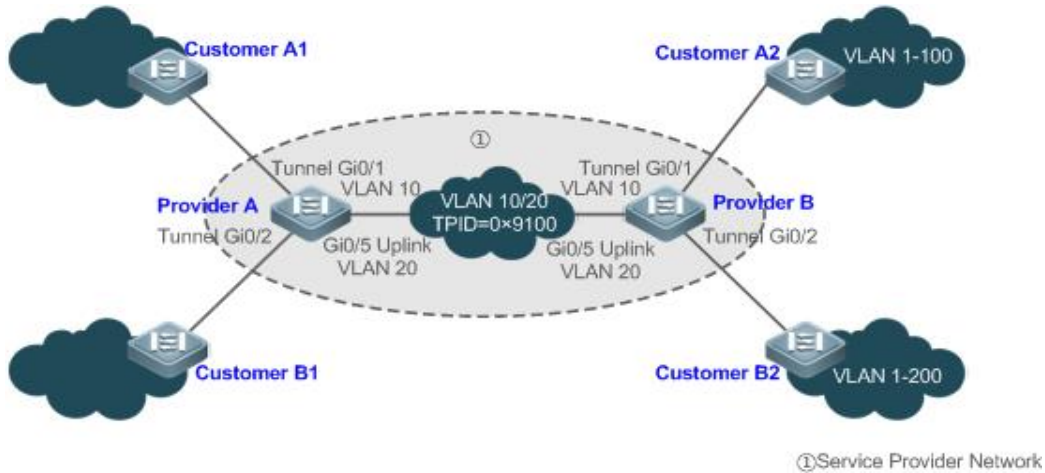 Customer A1
Customer A2
VLAN 1-100
①
Tunnel Gi0/1
VLAN 10
Provider A
Tunnel Gi0/2
Gi0/5 Uplink
VLAN 20
VLAN 10/20
TPID=0×9100
Tunnel Gi0/1
VLAN 10
Provider B
Tunnel Gi0/2
Gi0/5 Uplink
VLAN 20
Customer B1
Customer B2
VLAN 1-200
①Service Provider Network